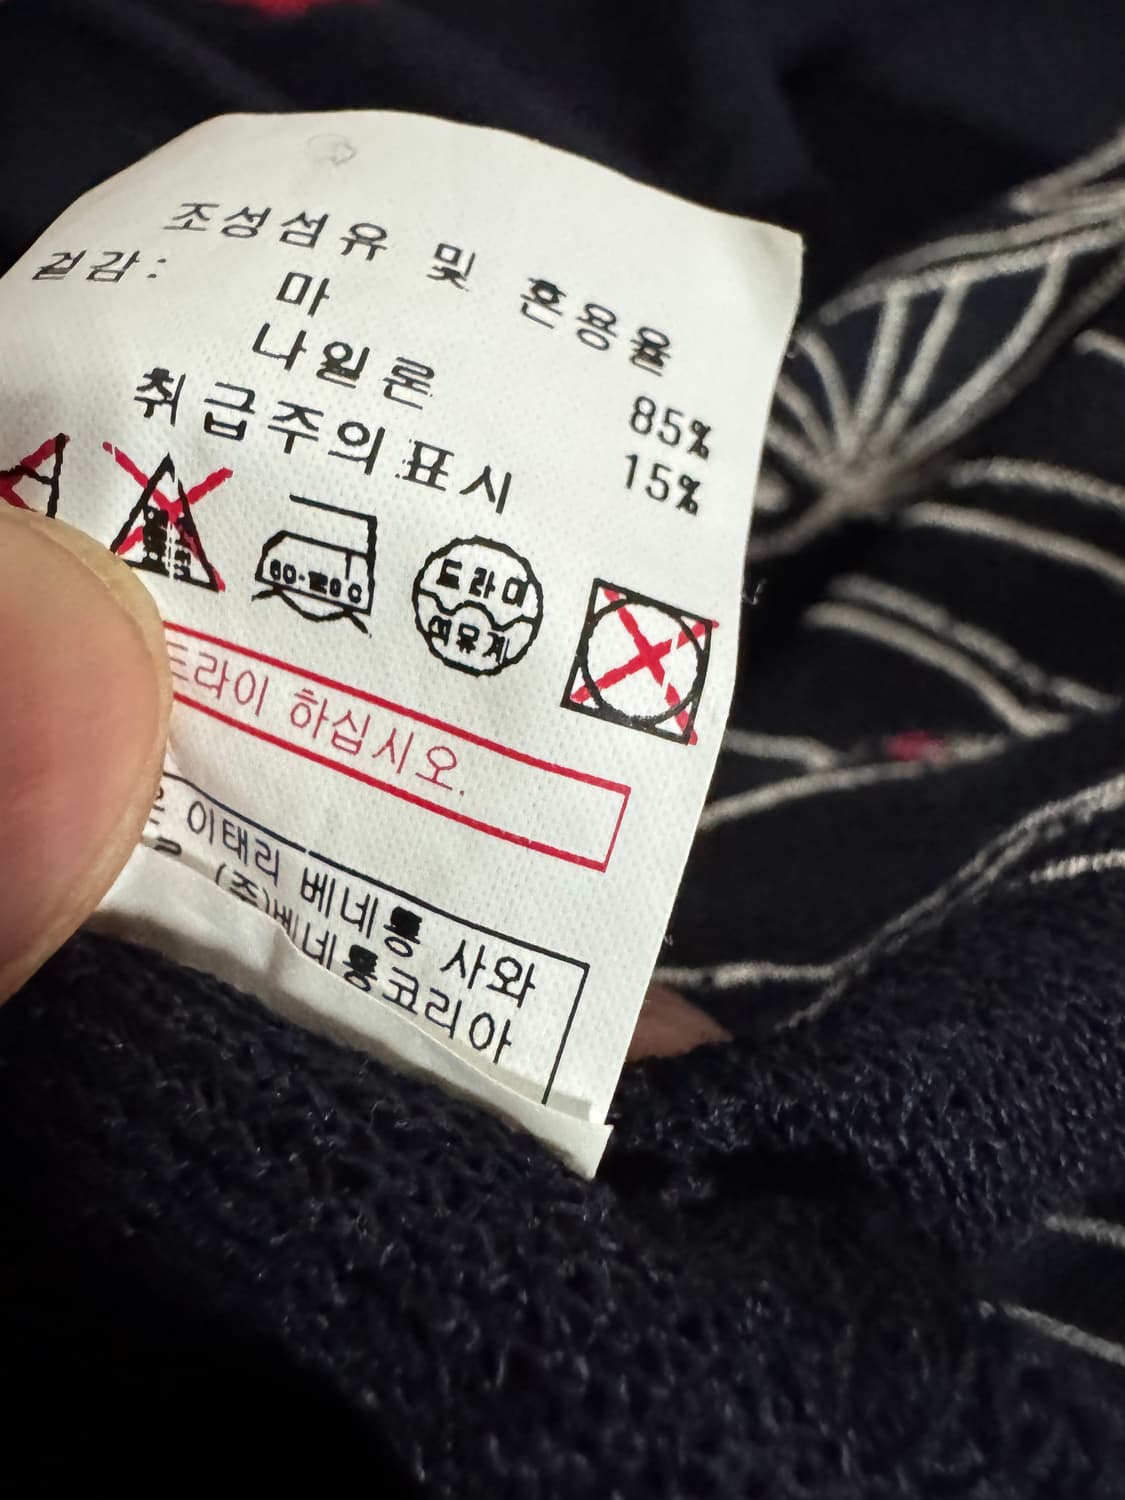 조성섬유 및 혼용율
겉감:
마 85%
나일론 15%
취급주의표시
드라이
석유계
드라이 하십시오.
이태리 베네통 사와
(주)베네통코리아